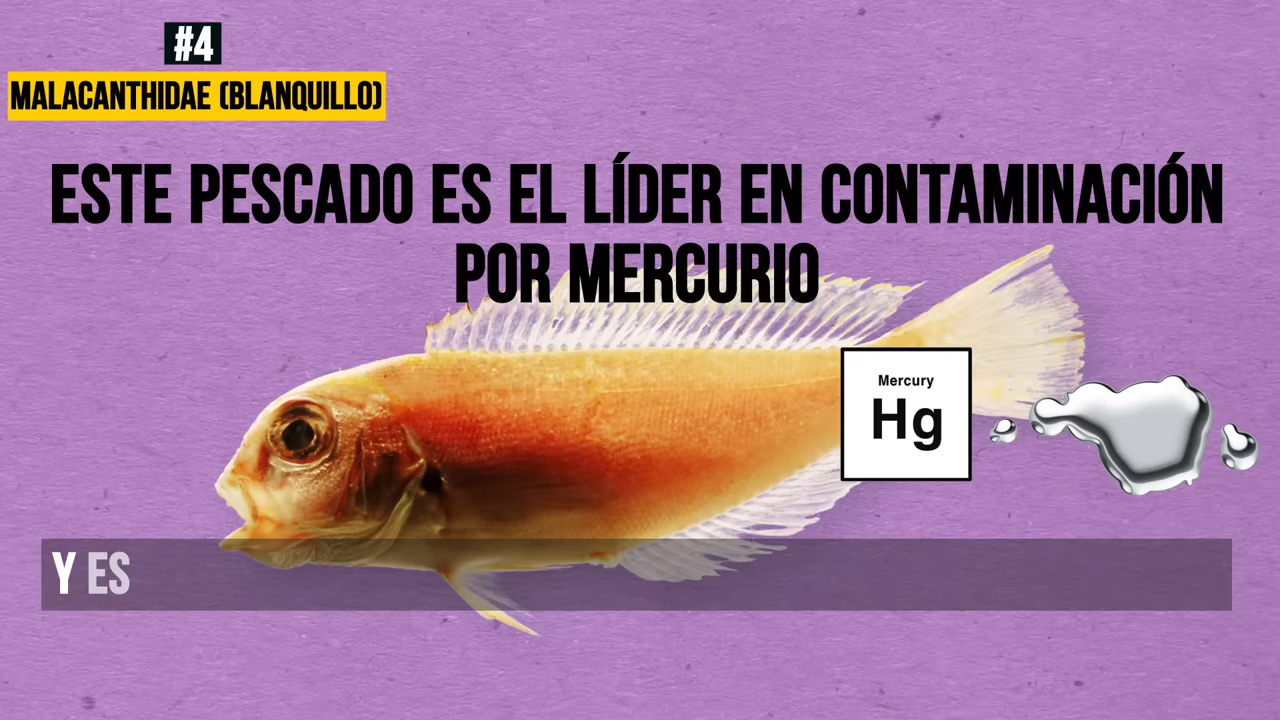 #4
MALACANTHIDAE (BLANQUILLO)
ESTE PESCADO ES EL LÍDER EN CONTAMINACIÓN
POR MERCURIO
Mercury
Hg
Y ES